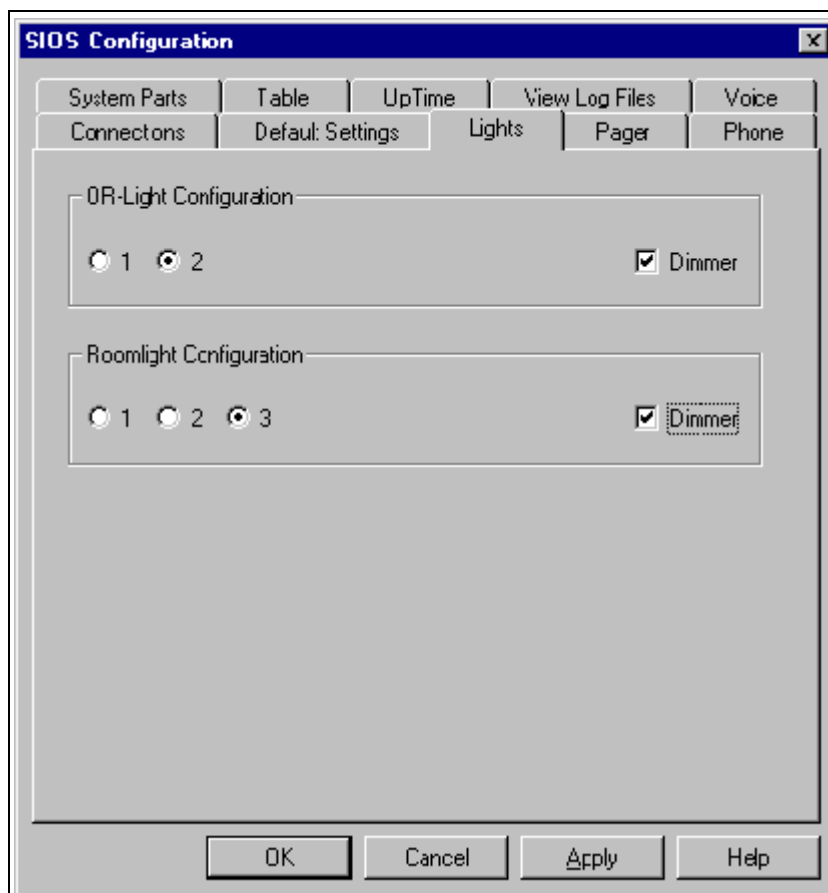 SIOS Configuration
System Parts Table UpTime View Log Files Voice
Connections Default Settings Lights Pager Phone
OR-Light Configuration
1 2 Dimmer
Roomlight Configuration
1 2 3 Dimmer
OK Cancel Apply Help